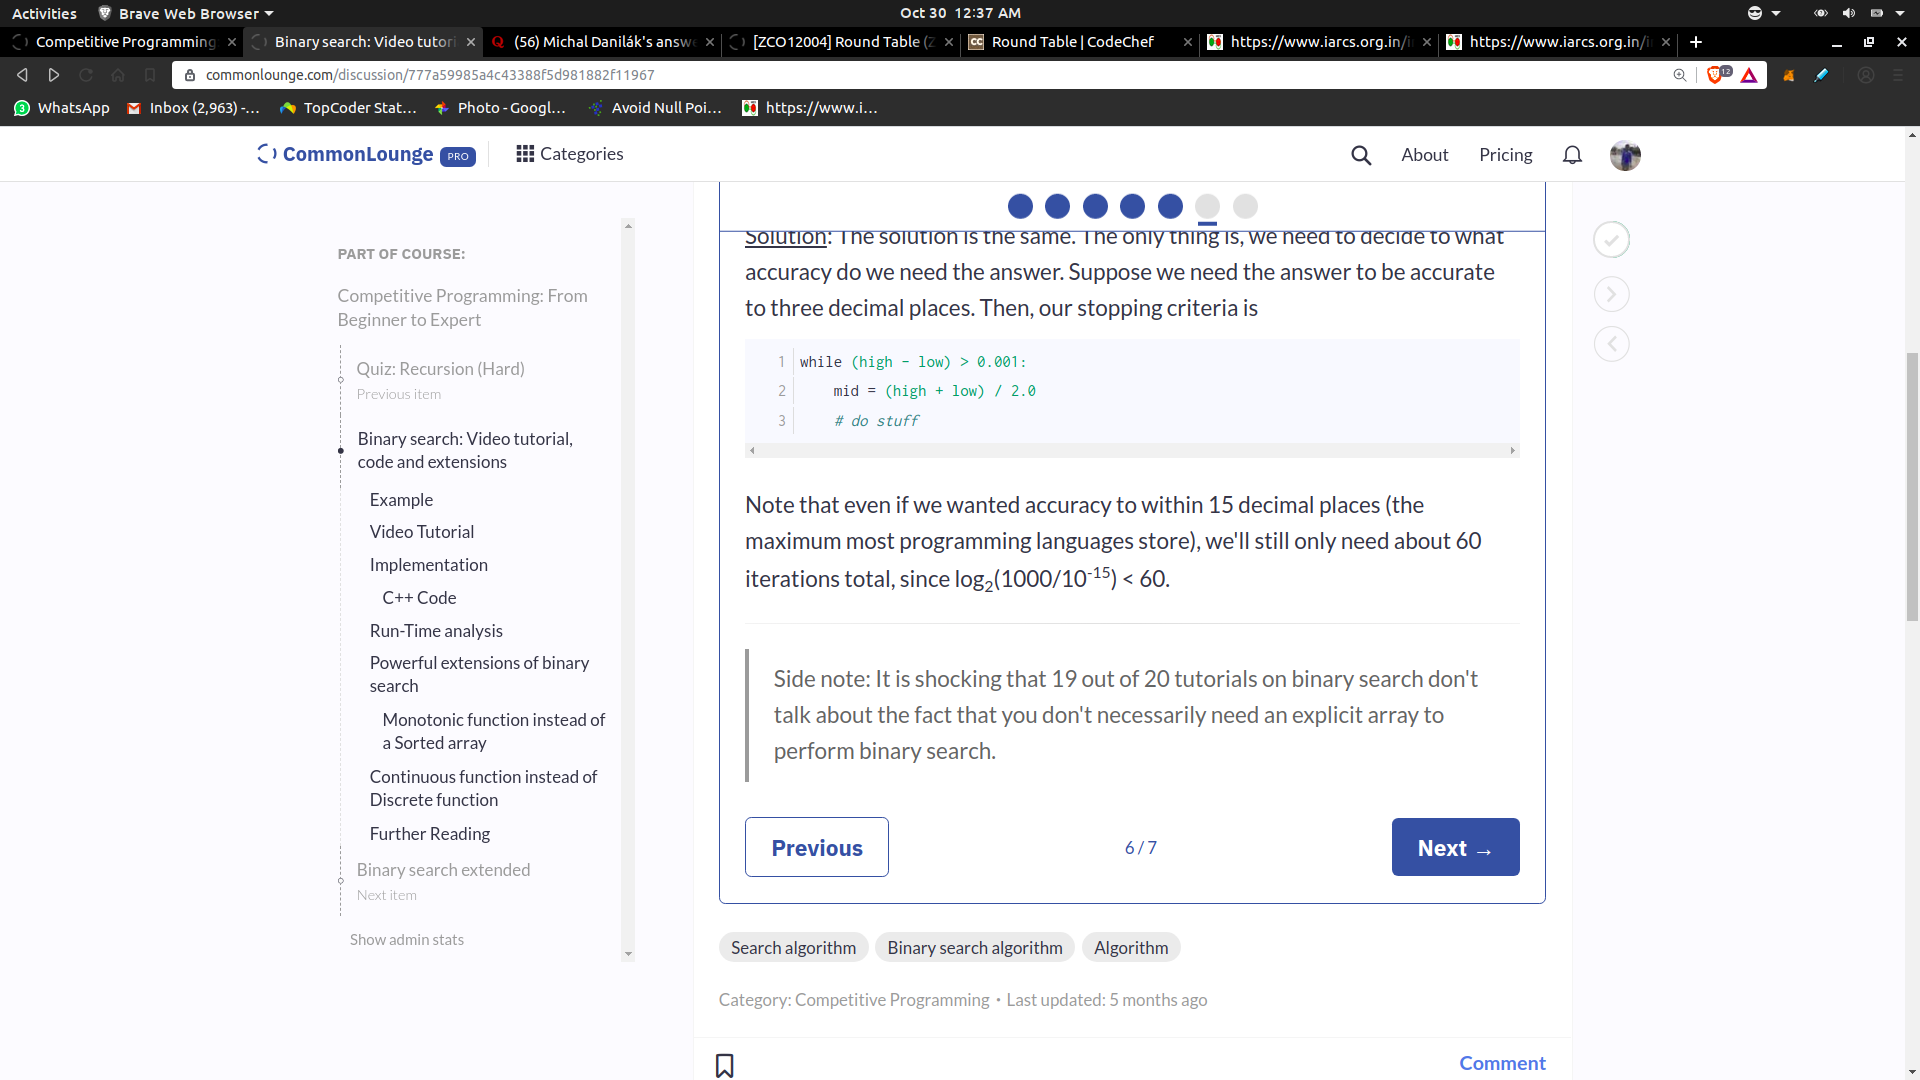 Activities Brave Web Browser Oct 30 12:37 AM
Competitive Programming Binary search: Video tutori (56) Michal Danilák's answ [ZCO12004] Round Table (Z Round Table | CodeChef https://www.iarcs.org.in/i https://www.iarcs.org.in/i
commonlounge.com/discussion/777a59985a4c43388f5d981882f11967 12
3 WhatsApp Inbox (2,963) -... TopCoder Stat... Photo - Googl... Avoid Null Poi... https://www.i...
CommonLounge PRO Categories About Pricing
PART OF COURSE:
Competitive Programming: From
Beginner to Expert
Quiz: Recursion (Hard)
Previous item
Binary search: Video tutorial,
code and extensions
Example
Video Tutorial
Implementation
C++ Code
Run-Time analysis
Powerful extensions of binary
search
Monotonic function instead of
a Sorted array
Continuous function instead of
Discrete function
Further Reading
Binary search extended
Next item
Show admin stats
Solution: The solution is the same. The only thing is, we need to decide to what
accuracy do we need the answer. Suppose we need the answer to be accurate
to three decimal places. Then, our stopping criteria is
1 while (high - low) > 0.001:
2 mid = (high + low) / 2.0
3 # do stuff
Note that even if we wanted accuracy to within 15 decimal places (the
maximum most programming languages store), we'll still only need about 60
iterations total, since log2(1000/10-15) < 60.
Side note: It is shocking that 19 out of 20 tutorials on binary search don't
talk about the fact that you don't necessarily need an explicit array to
perform binary search.
Previous 6 / 7 Next →
Search algorithm Binary search algorithm Algorithm
Category: Competitive Programming • Last updated: 5 months ago
Comment